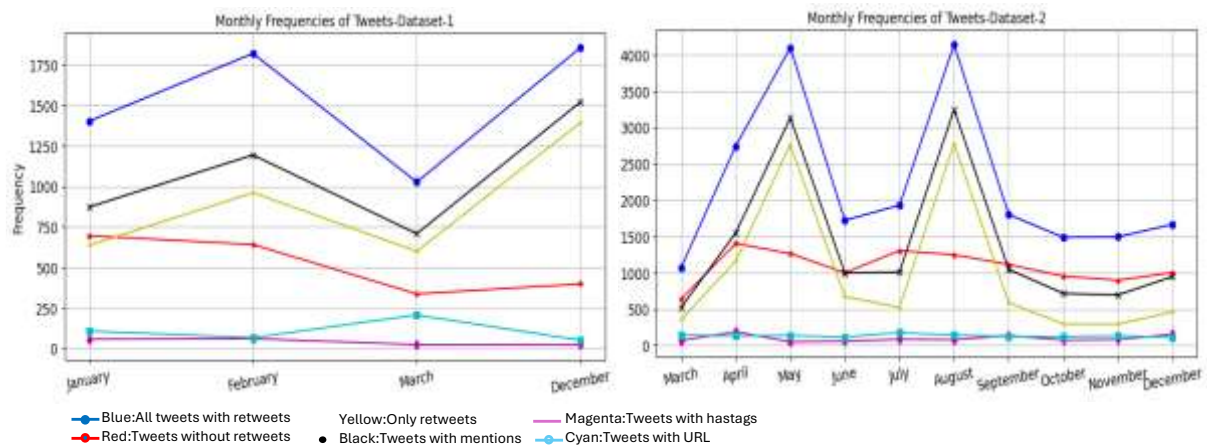 Monthly Frequencies of Tweets-Dataset-1
Frequency
1750
1500
1250
1000
750
500
250
0
January
February
March
December
Monthly Frequencies of Tweets-Dataset-2
4000
3500
3000
2500
2000
1500
1000
500
0
March
April
May
June
July
August
September
October
November
December
Blue:All tweets with retweets
Yellow:Only retweets
Magenta:Tweets with hastags
Red:Tweets without retweets
Black:Tweets with mentions
Cyan:Tweets with URL